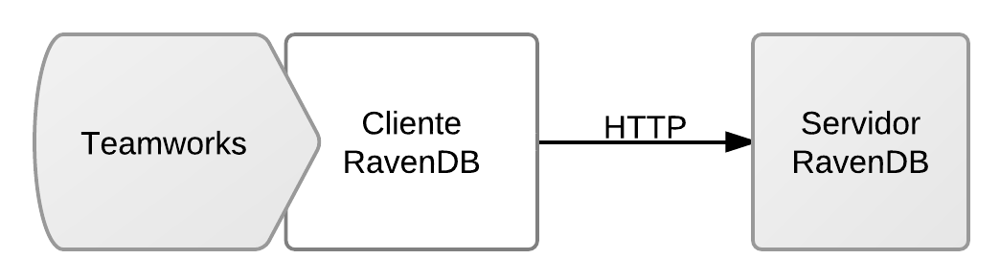 Teamworks
Cliente
RavenDB
HTTP
Servidor
RavenDB